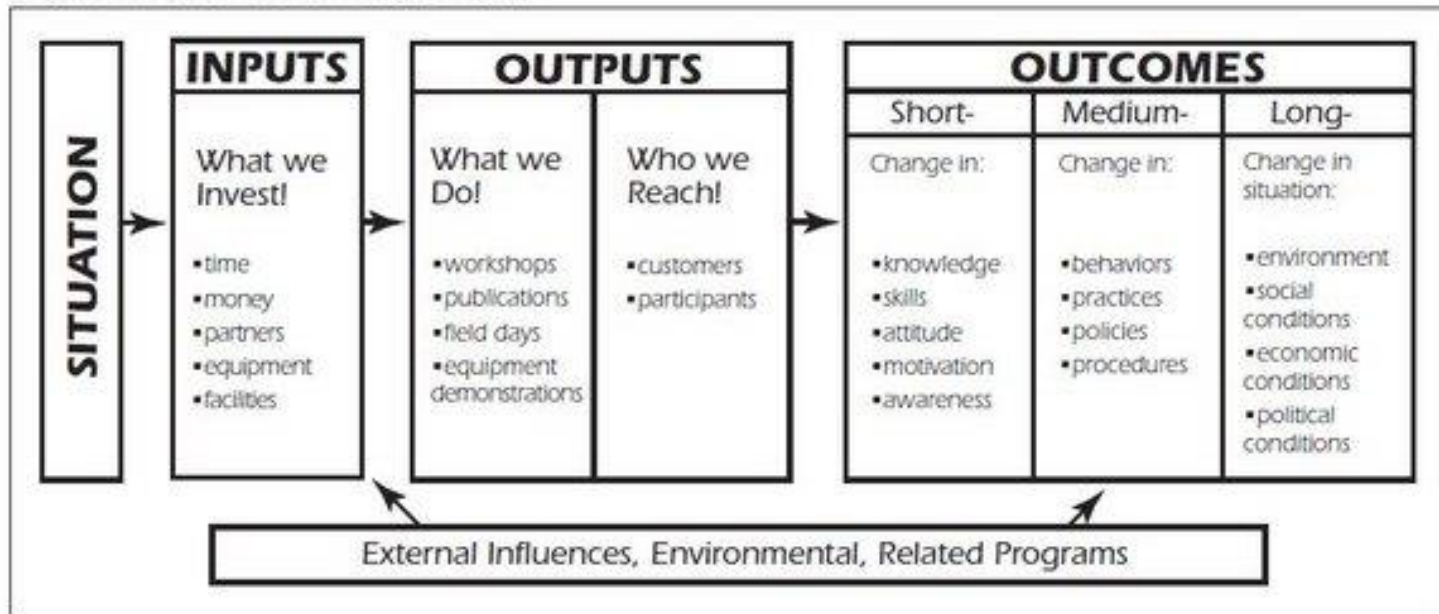 SITUATION
INPUTS
What we
Invest!
▪time
▪money
▪partners
▪equipment
▪facilities
OUTPUTS
What we
Do!
▪workshops
▪publications
▪field days
▪equipment
demonstrations
Who we
Reach!
▪customers
▪participants
OUTCOMES
Short-
Change in:
▪knowledge
▪skills
▪attitude
▪motivation
▪awareness
Medium-
Change in:
▪behaviors
▪practices
▪policies
▪procedures
Long-
Change in
situation:
▪environment
▪social
conditions
▪economic
conditions
▪political
conditions
External Influences, Environmental, Related Programs